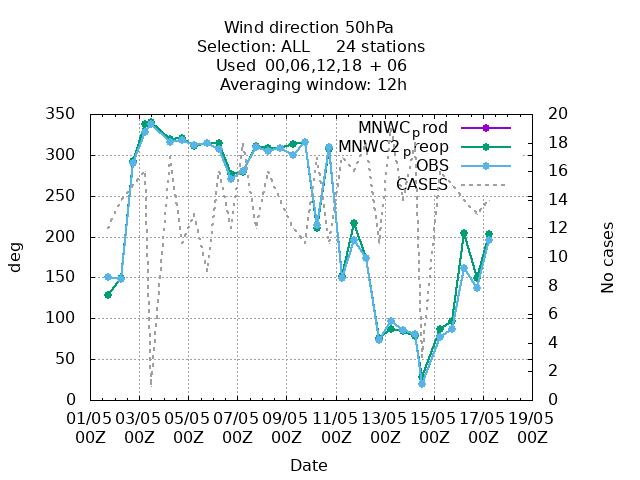 Wind direction 50hPa
Selection: ALL 24 stations
Used 00,06,12,18 + 06
Averaging window: 12h
350 20
MNWCprod
18
MNWC2preop
300 OBS 16
CASES
250 14
200 12
10
150 8
100 6
4
50 2
0 0
deg
No cases
01/05 03/05 05/05 07/05 09/05 11/05 13/05 15/05 17/05 19/05
00Z 00Z 00Z 00Z 00Z 00Z 00Z 00Z 00Z 00Z
Date